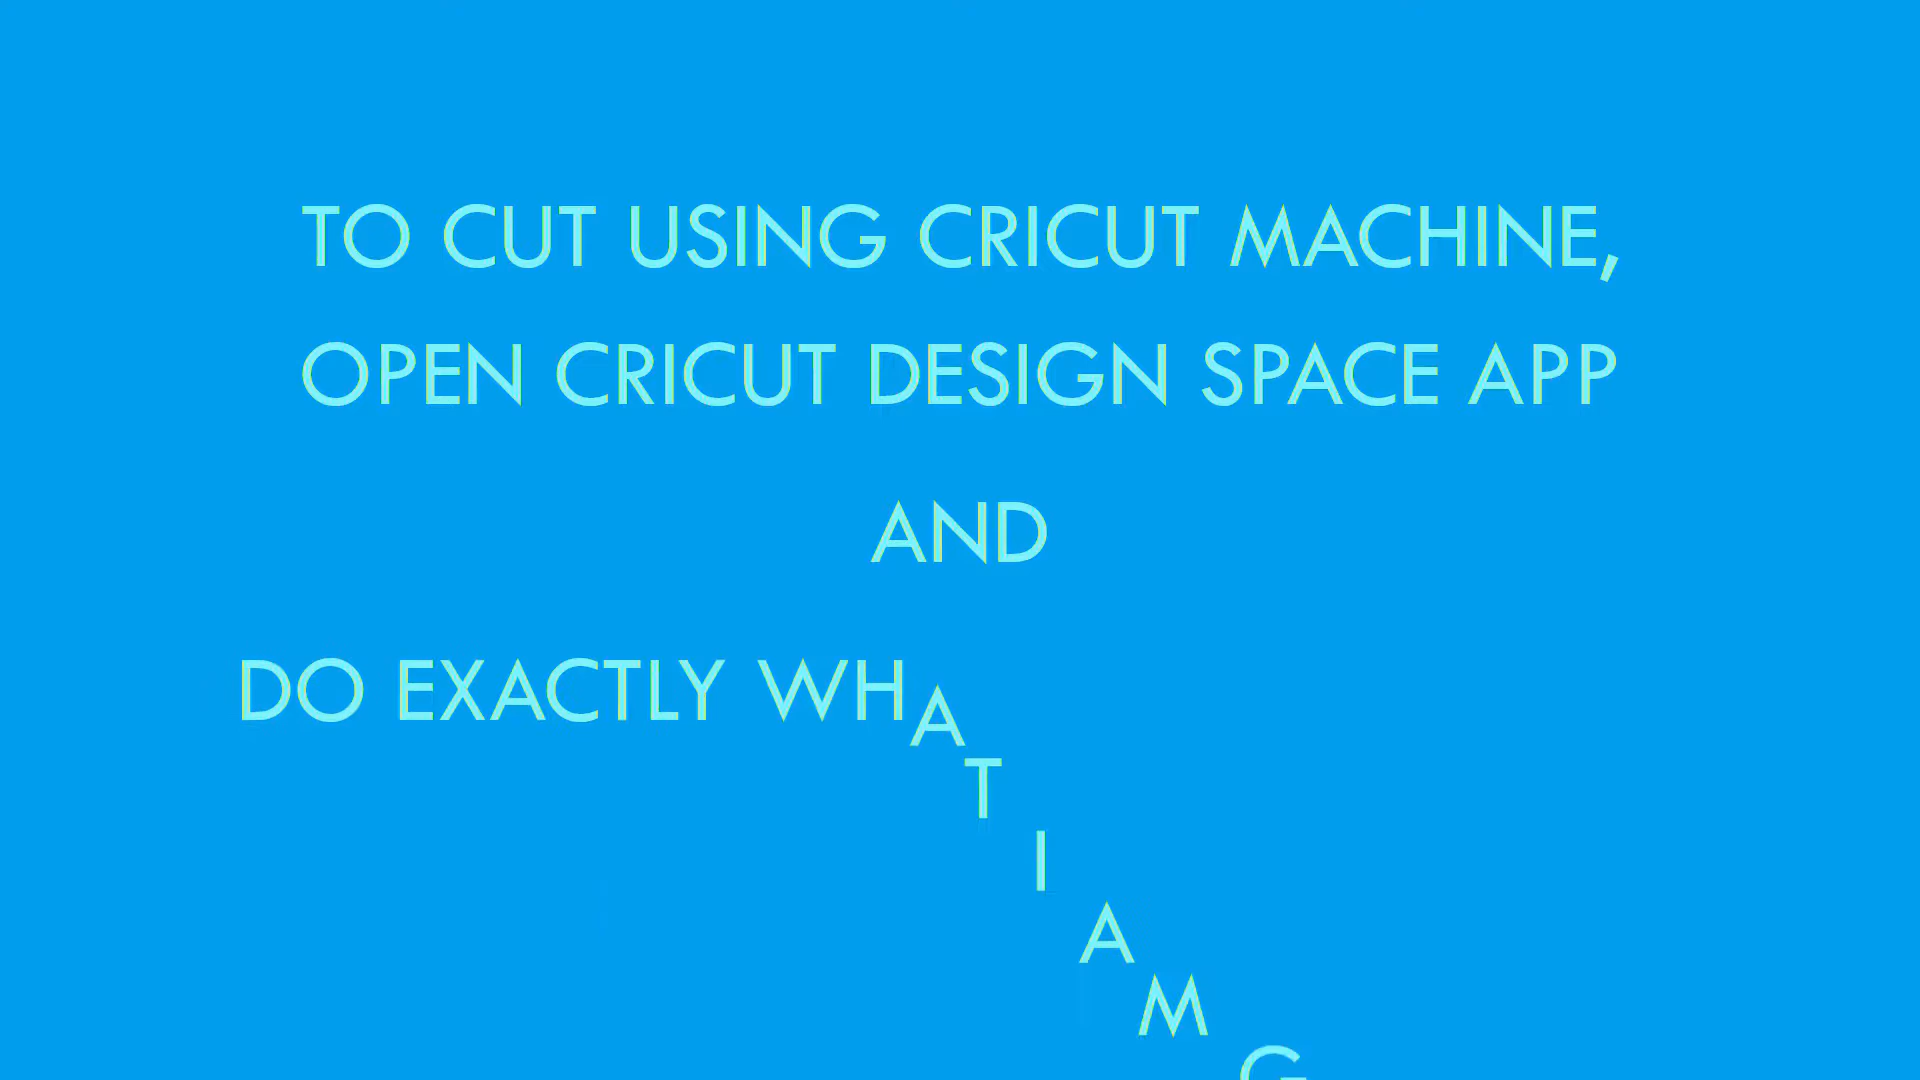 TO CUT USING CRICUT MACHINE,
OPEN CRICUT DESIGN SPACE APP
AND
DO EXACTLY WHAT I AM G